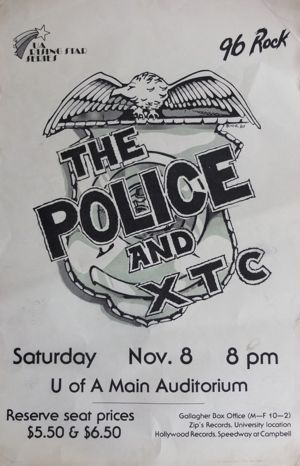 UA
RISING STAR
SERIES
96 Rock
THE
POLICE
AND
XTC
Saturday Nov. 8 8 pm
U of A Main Auditorium
Reserve seat prices
$5.50 & $6.50
Gallagher Box Office (M–F 10–2)
Zip's Records, University location
Hollywood Records, Speedway at Campbell